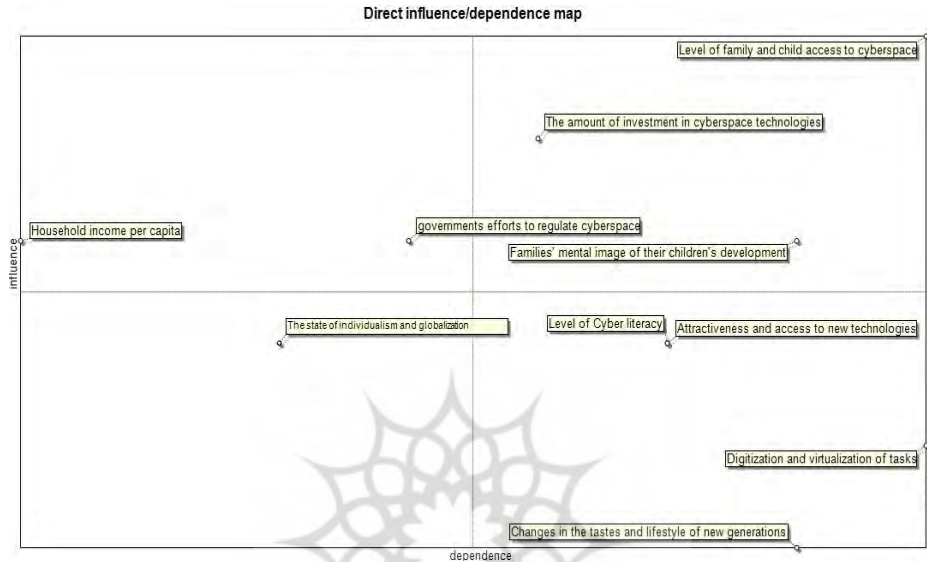 Direct influence/dependence map
Level of family and child access to cyberspace
The amount of investment in cyberspace technologies
Household income per capita
governments efforts to regulate cyberspace
Families' mental image of their children's development
influence
The state of individualism and globalization
Level of Cyber literacy
Attractiveness and access to new technologies
Digitization and virtualization of tasks
Changes in the tastes and lifestyle of new generations
dependence